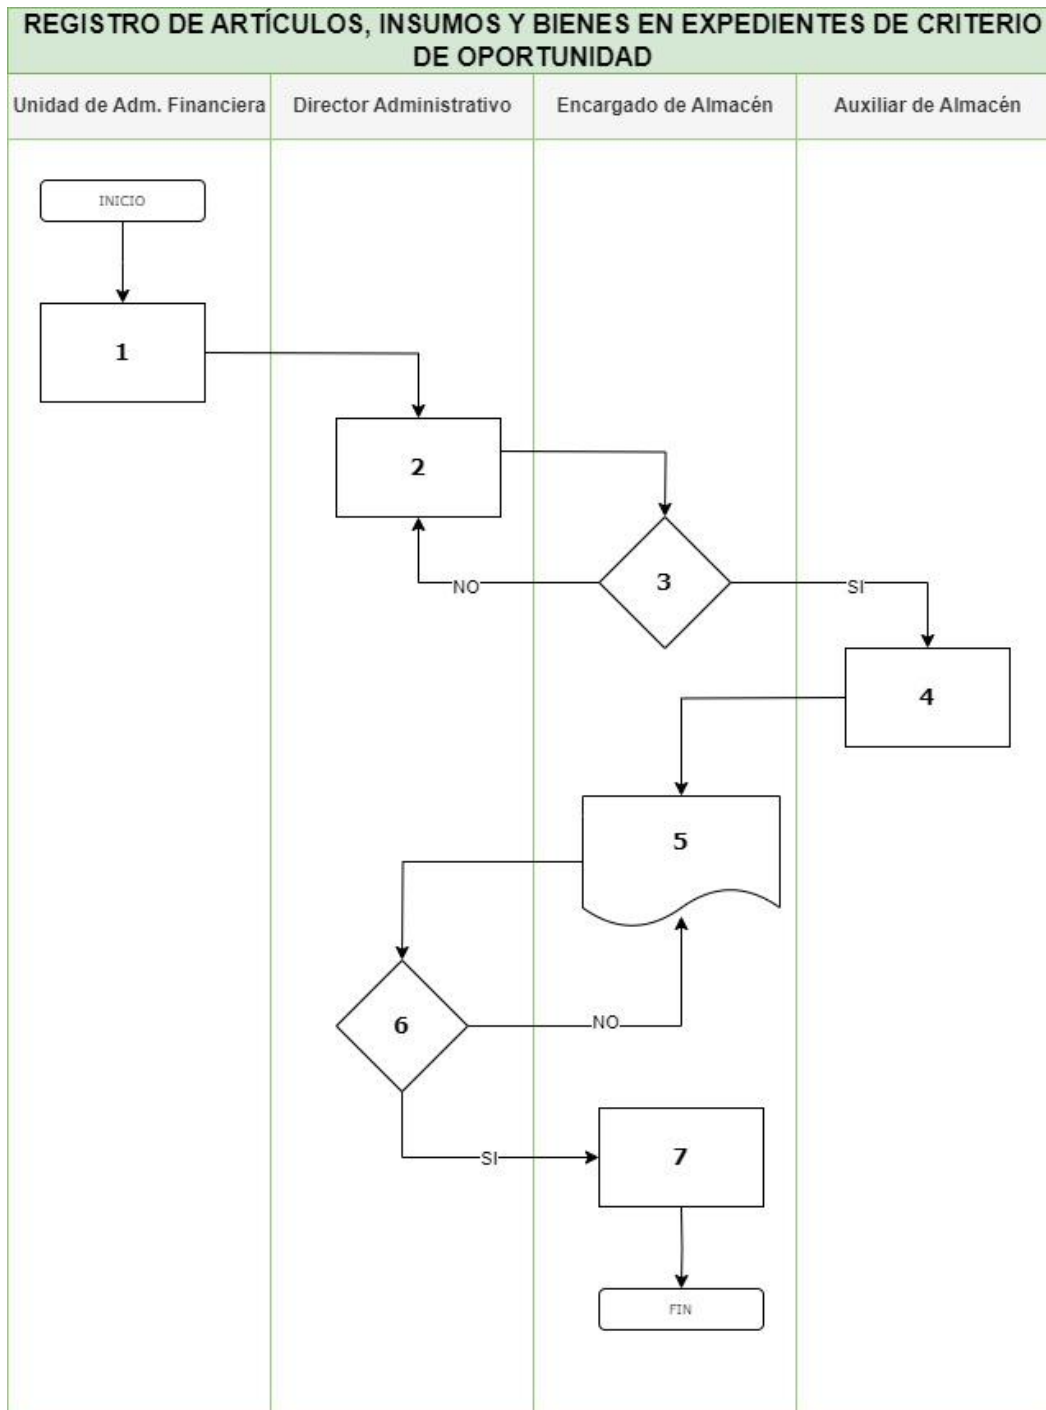 REGISTRO DE ARTÍCULOS, INSUMOS Y BIENES EN EXPEDIENTES DE CRITERIO
DE OPORTUNIDAD
Unidad de Adm. Financiera
Director Administrativo
Encargado de Almacén
Auxiliar de Almacén
INICIO
1
2
3
NO
SI
4
5
6
NO
SI
7
FIN